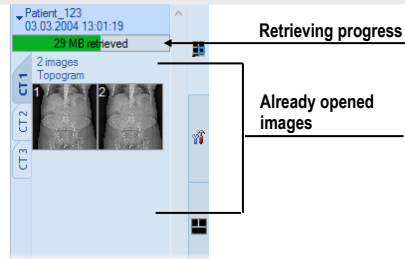 Patient_123
03.03.2004 13:01:19
29 MB retrieved
2 images
Topogram
CT 1
CT 2
CT 3
1
2
Retrieving progress
Already opened
images